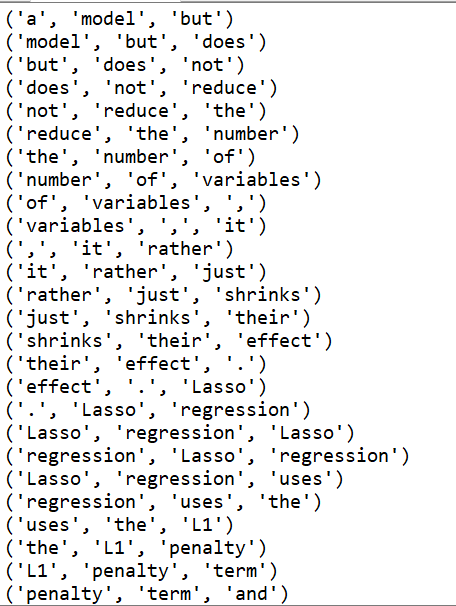 ('a', 'model', 'but')
('model', 'but', 'does')
('but', 'does', 'not')
('does', 'not', 'reduce')
('not', 'reduce', 'the')
('reduce', 'the', 'number')
('the', 'number', 'of')
('number', 'of', 'variables')
('of', 'variables', ',')
('variables', ',', 'it')
(',', 'it', 'rather')
('it', 'rather', 'just')
('rather', 'just', 'shrinks')
('just', 'shrinks', 'their')
('shrinks', 'their', 'effect')
('their', 'effect', '.')
('effect', '.', 'Lasso')
('.', 'Lasso', 'regression')
('Lasso', 'regression', 'Lasso')
('regression', 'Lasso', 'regression')
('Lasso', 'regression', 'uses')
('regression', 'uses', 'the')
('uses', 'the', 'L1')
('the', 'L1', 'penalty')
('L1', 'penalty', 'term')
('penalty', 'term', 'and')